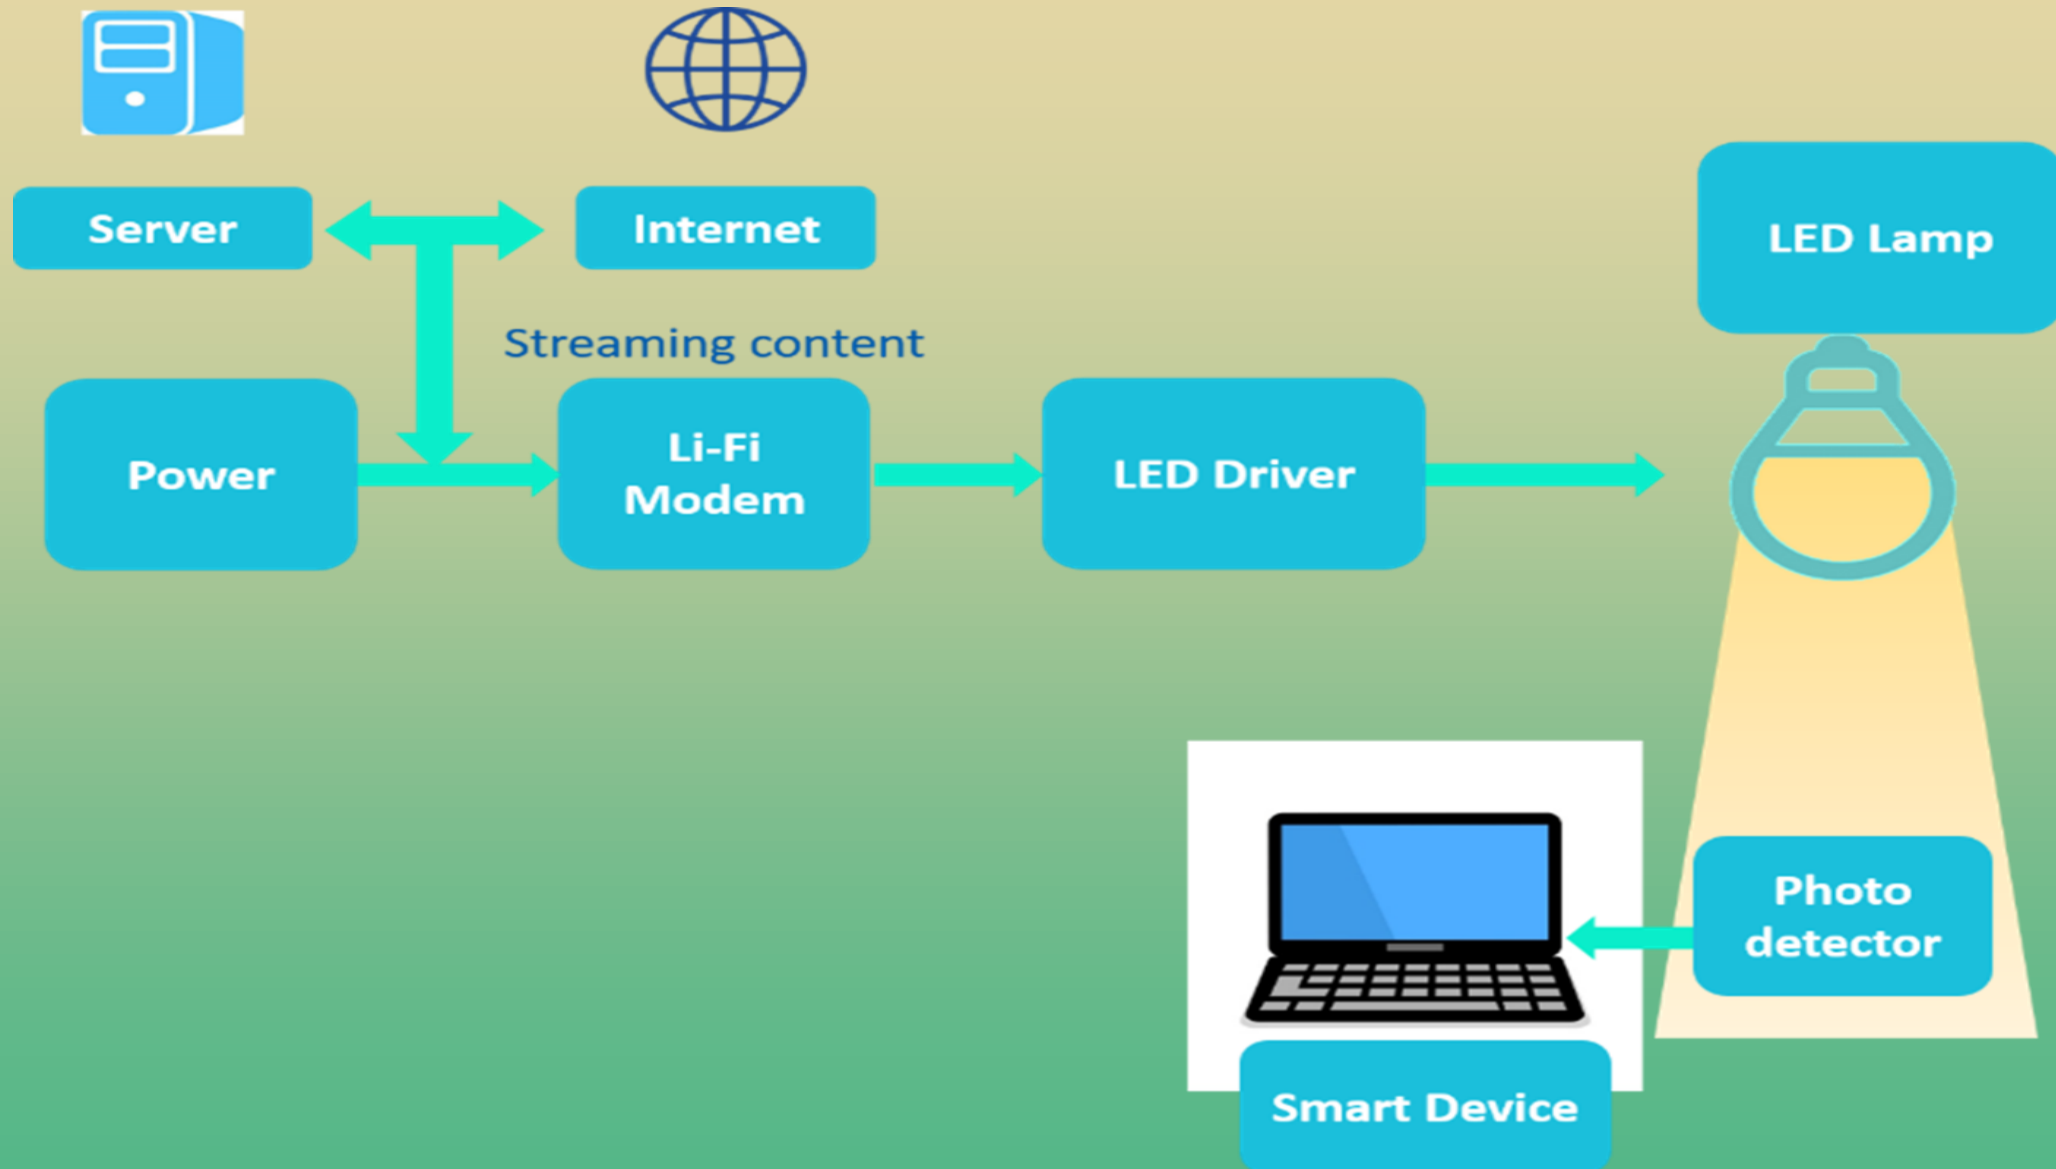 Server
Internet
LED Lamp
Streaming content
Power
Li-Fi
Modem
LED Driver
Photo
detector
Smart Device